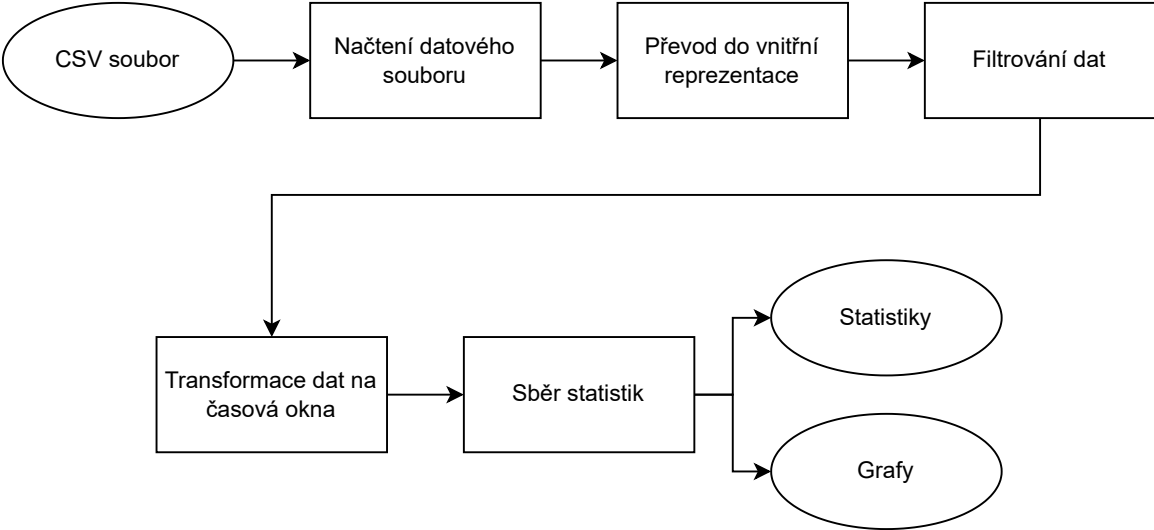 CSV soubor
Načtení datového
souboru
Převod do vnitřní
reprezentace
Filtrování dat
Transformace dat na
časová okna
Sběr statistik
Statistiky
Grafy